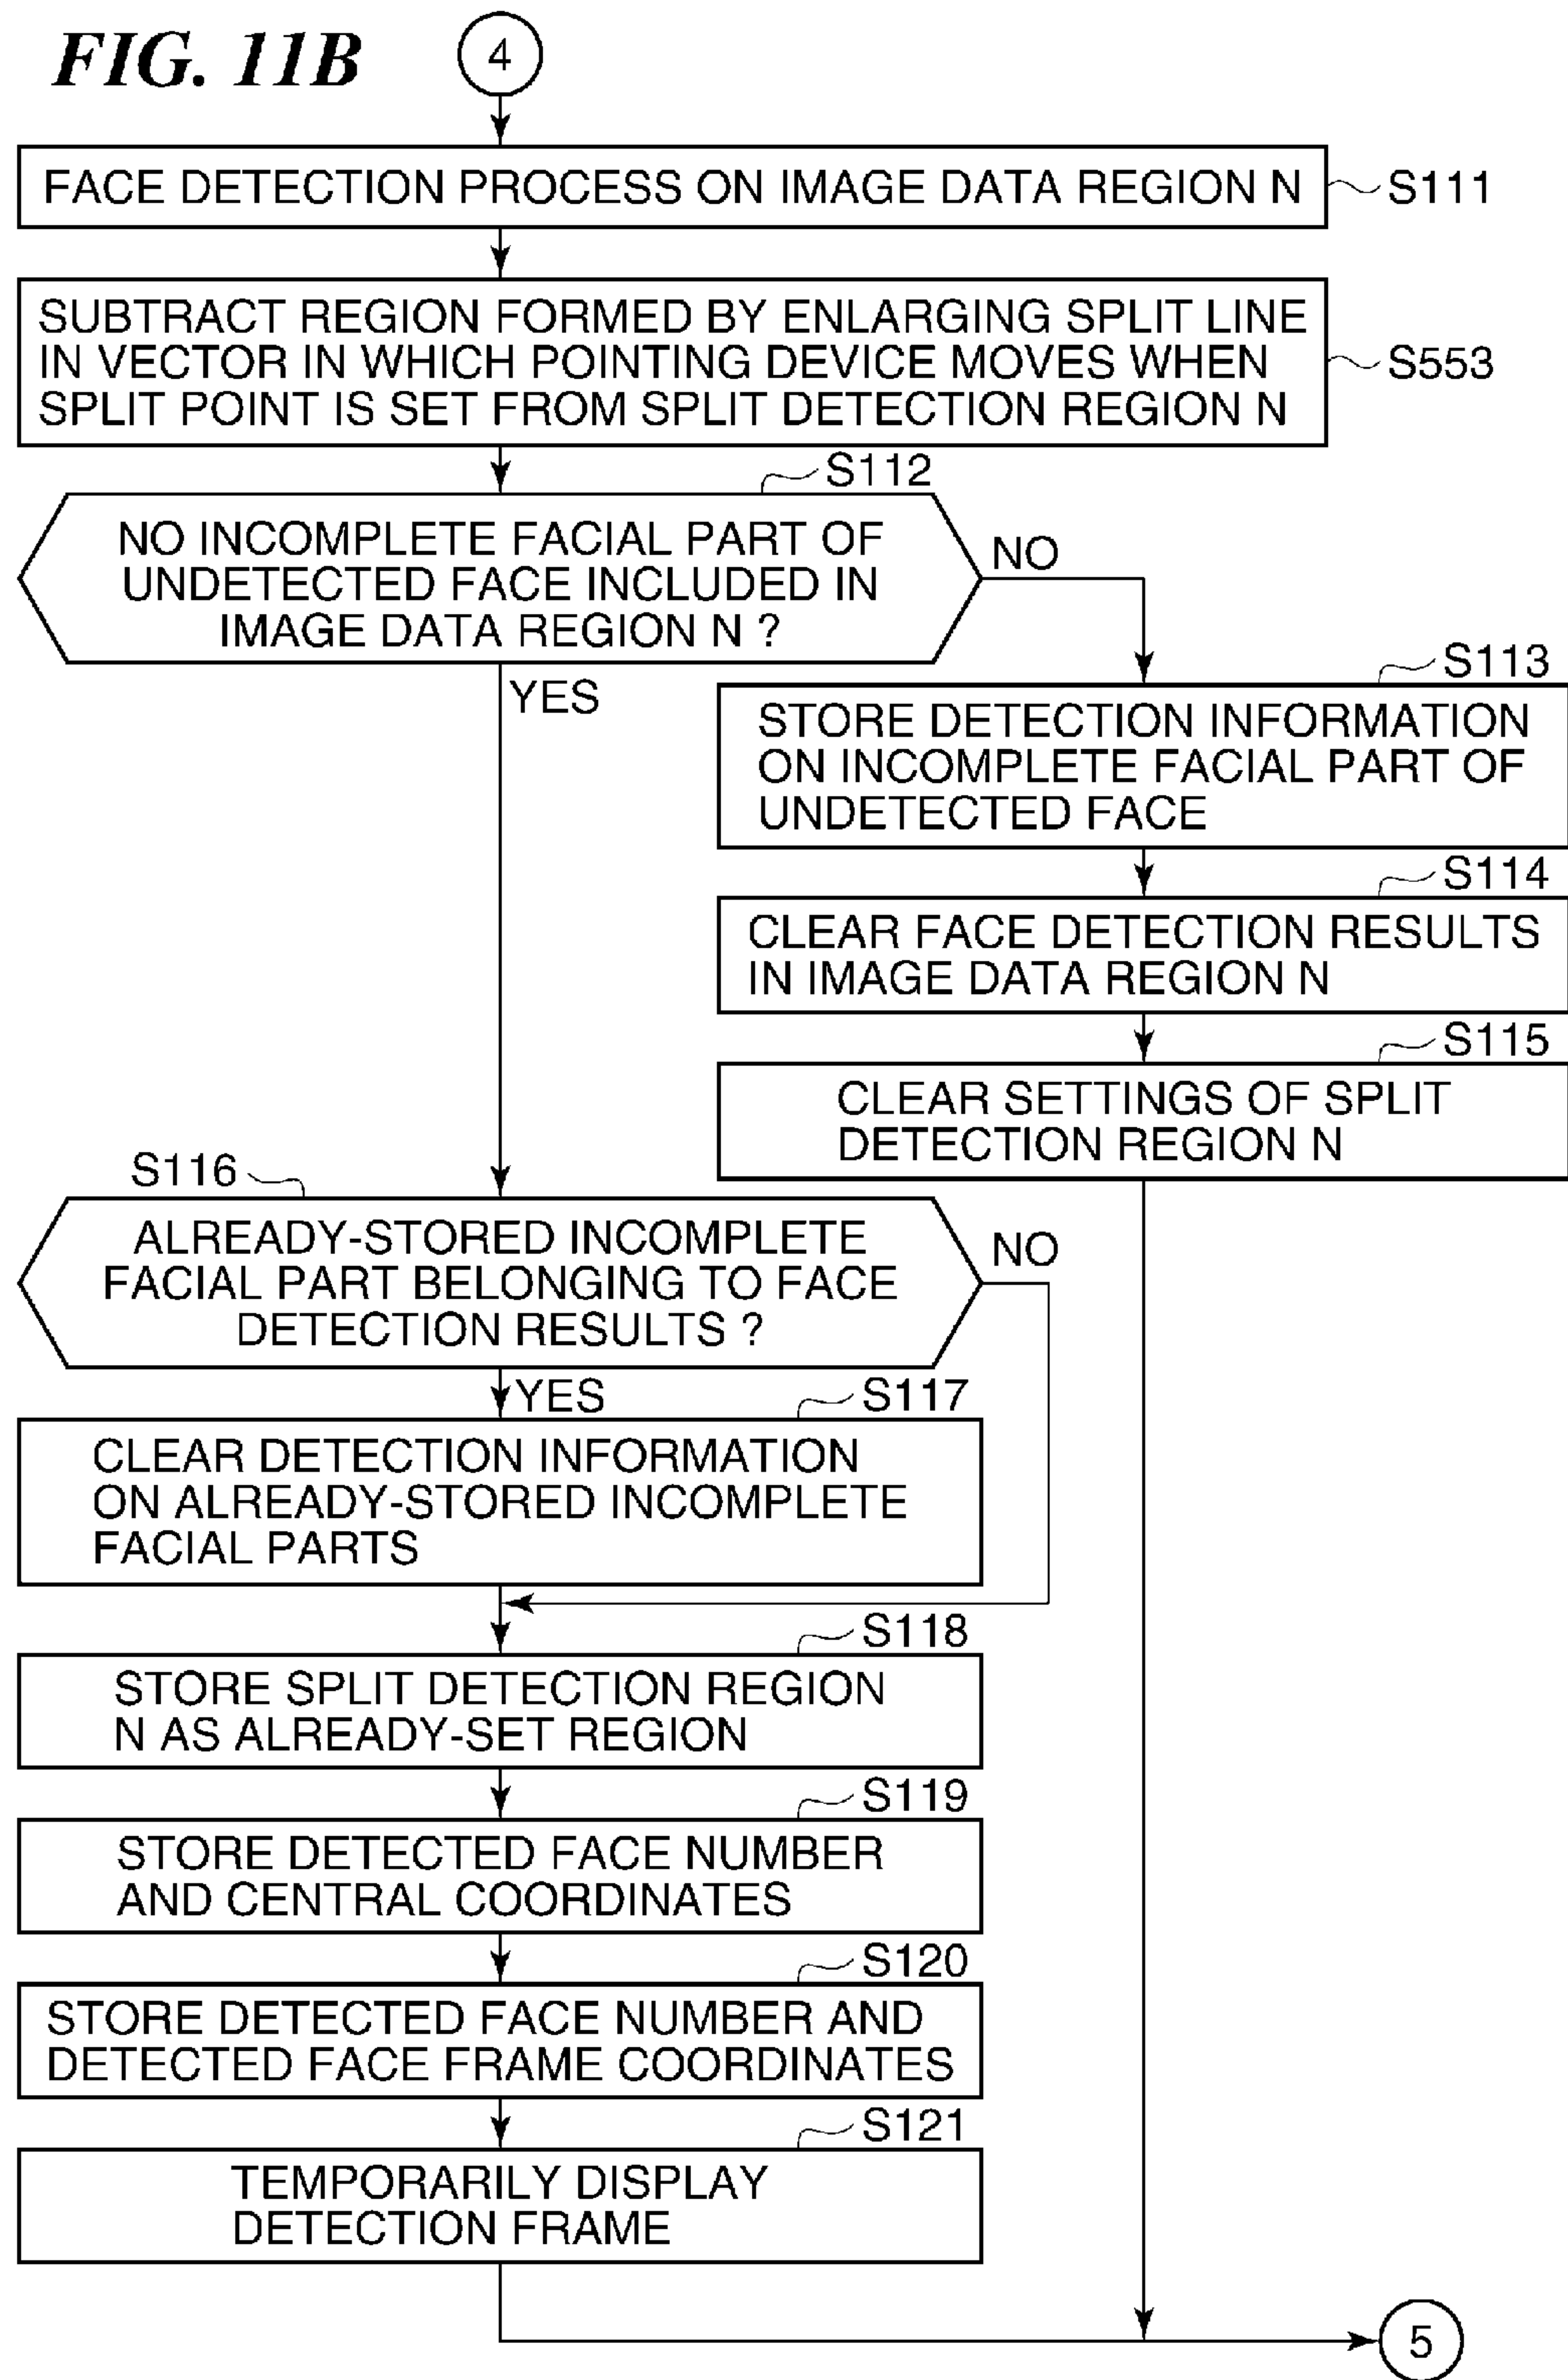 FIG. 11B
4
FACE DETECTION PROCESS ON IMAGE DATA REGION N
S111
SUBTRACT REGION FORMED BY ENLARGING SPLIT LINE
IN VECTOR IN WHICH POINTING DEVICE MOVES WHEN
SPLIT POINT IS SET FROM SPLIT DETECTION REGION N
S553
S112
NO INCOMPLETE FACIAL PART OF
UNDETECTED FACE INCLUDED IN
IMAGE DATA REGION N ?
NO
YES
S113
STORE DETECTION INFORMATION
ON INCOMPLETE FACIAL PART OF
UNDETECTED FACE
S114
CLEAR FACE DETECTION RESULTS
IN IMAGE DATA REGION N
S115
CLEAR SETTINGS OF SPLIT
DETECTION REGION N
S116
ALREADY-STORED INCOMPLETE
FACIAL PART BELONGING TO FACE
DETECTION RESULTS ?
NO
YES
S117
CLEAR DETECTION INFORMATION
ON ALREADY-STORED INCOMPLETE
FACIAL PARTS
S118
STORE SPLIT DETECTION REGION
N AS ALREADY-SET REGION
S119
STORE DETECTED FACE NUMBER
AND CENTRAL COORDINATES
S120
STORE DETECTED FACE NUMBER AND
DETECTED FACE FRAME COORDINATES
S121
TEMPORARILY DISPLAY
DETECTION FRAME
5